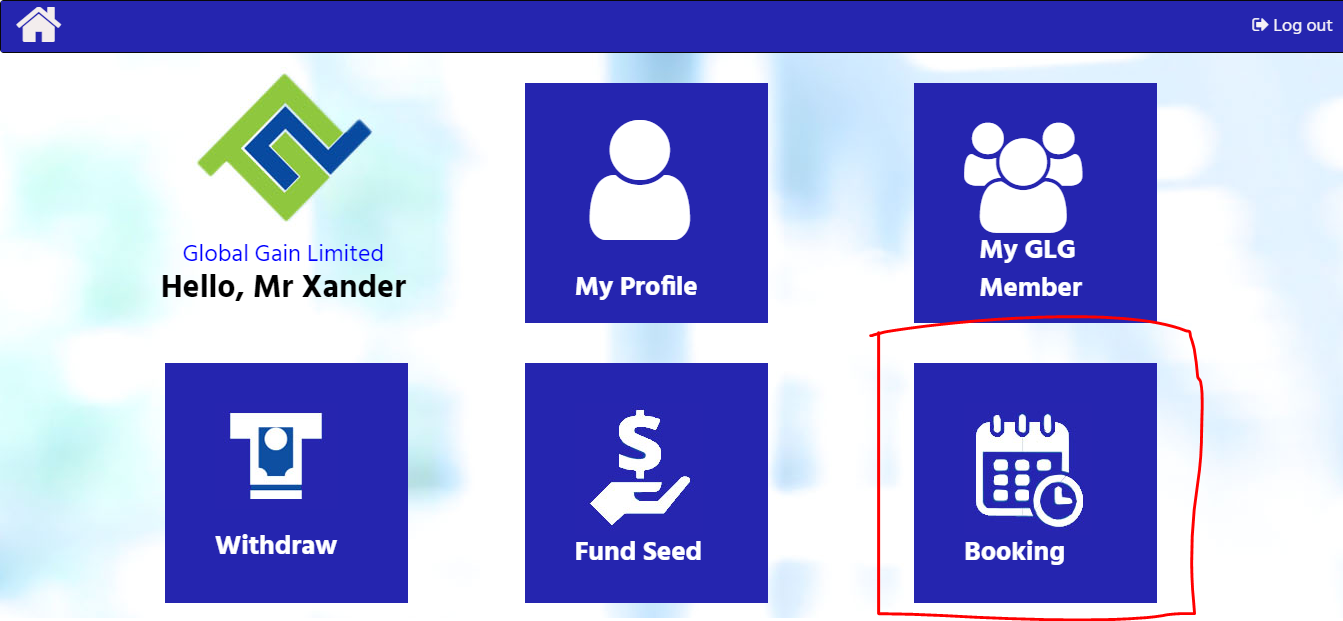 Log out
Global Gain Limited
Hello, Mr Xander
My Profile
My GLG
Member
Withdraw
Fund Seed
Booking